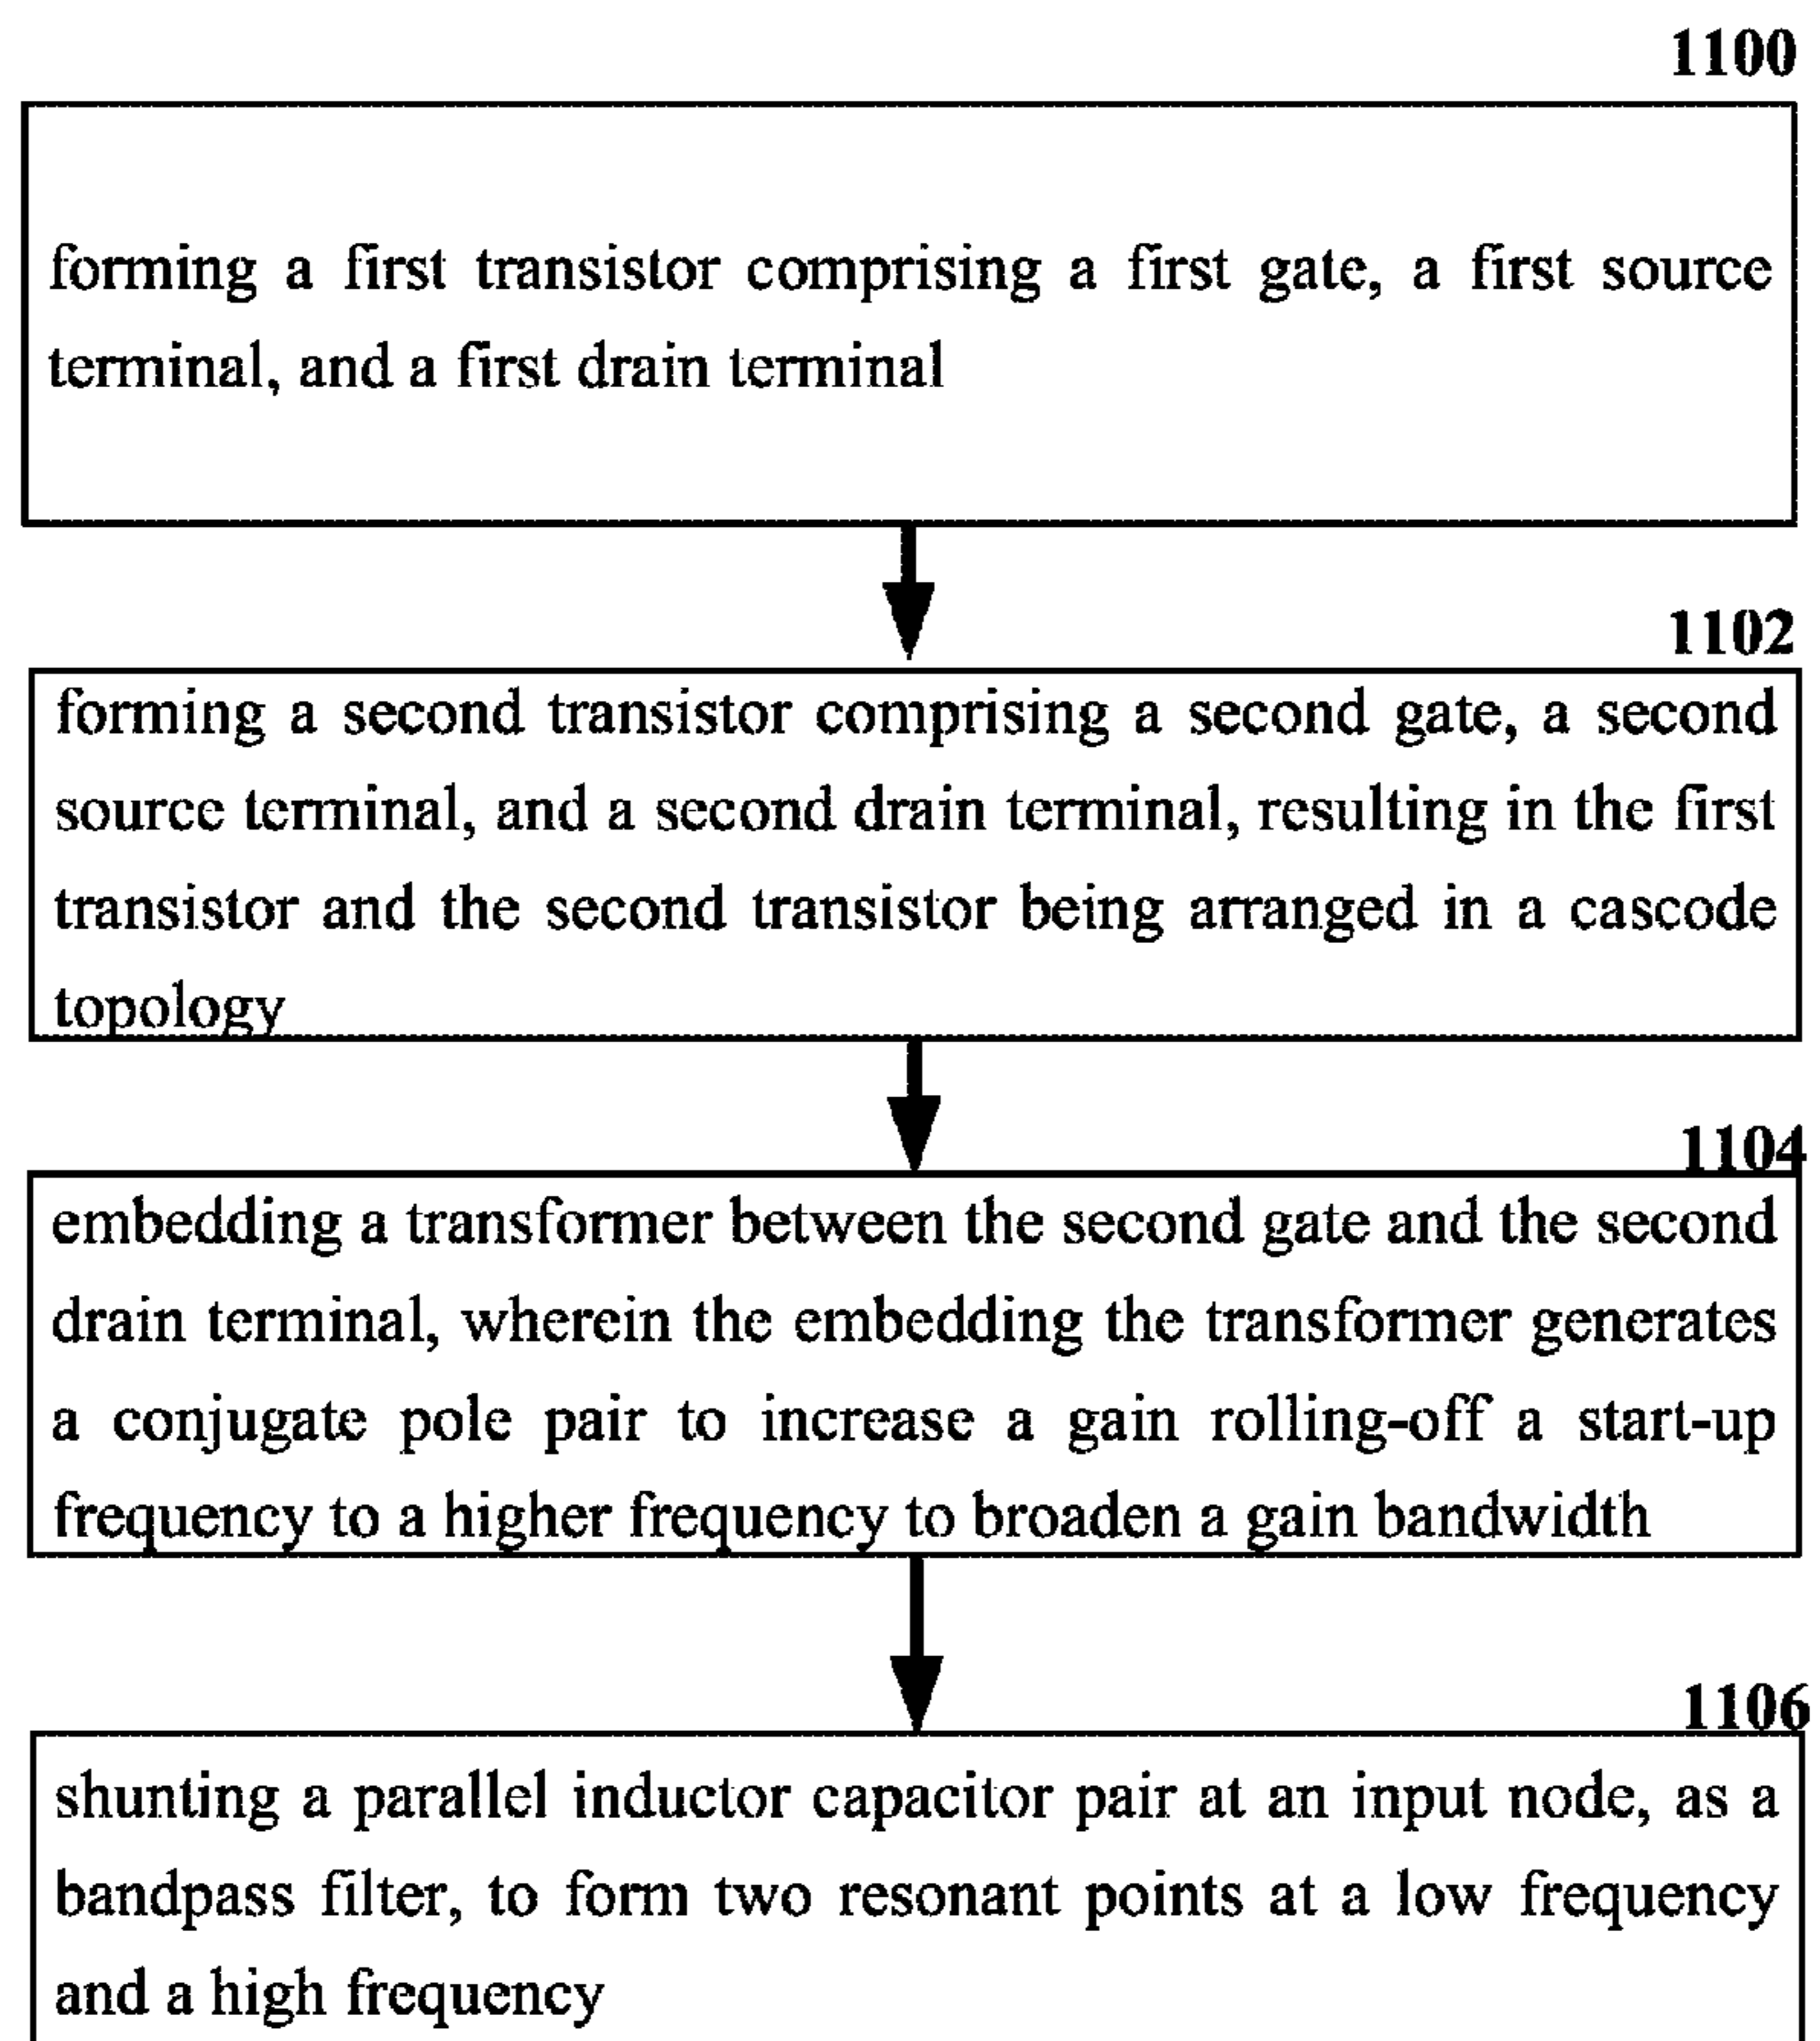 1100
forming a first transistor comprising a first gate, a first source
terminal, and a first drain terminal
1102
forming a second transistor comprising a second gate, a second
source terminal, and a second drain terminal, resulting in the first
transistor and the second transistor being arranged in a cascode
topology
1104
embedding a transformer between the second gate and the second
drain terminal, wherein the embedding the transformer generates
a conjugate pole pair to increase a gain rolling-off a start-up
frequency to a higher frequency to broaden a gain bandwidth
1106
shunting a parallel inductor capacitor pair at an input node, as a
bandpass filter, to form two resonant points at a low frequency
and a high frequency